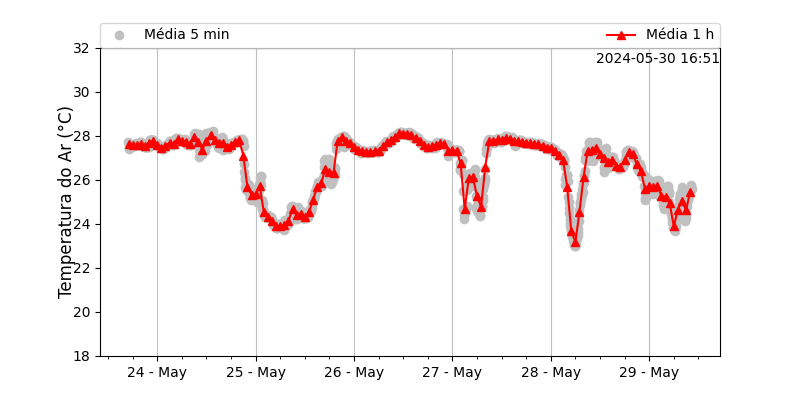 Média 5 min
Média 1 h
2024-05-30 16:51
Temperatura do Ar (°C)
32
30
28
26
24
22
20
18
24 - May
25 - May
26 - May
27 - May
28 - May
29 - May